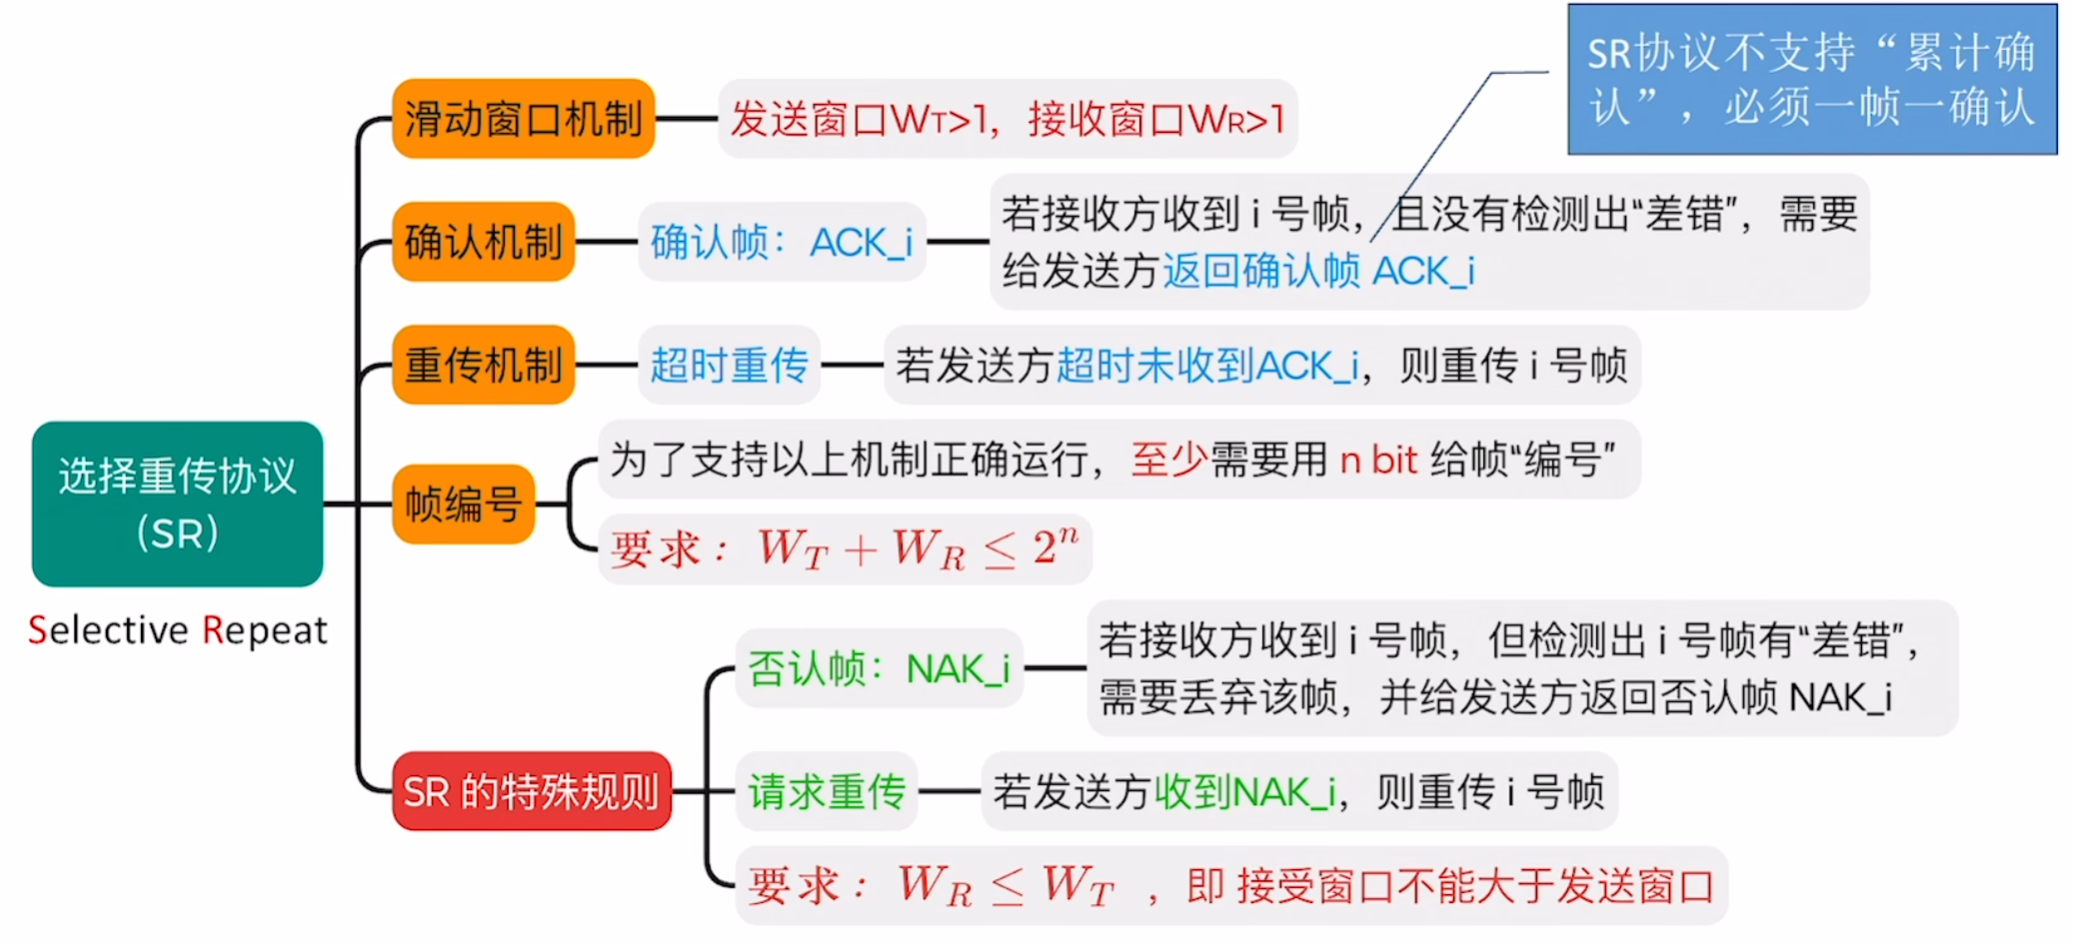 SR协议不支持“累计确
认”，必须一帧一确认
滑动窗口机制
发送窗口WT>1，接收窗口WR>1
确认机制
确认帧：ACK_i
若接收方收到 i 号帧，且没有检测出“差错”，需要
给发送方返回确认帧 ACK_i
重传机制
超时重传
若发送方超时未收到ACK_i，则重传 i 号帧
选择重传协议
(SR)
Selective Repeat
帧编号
为了支持以上机制正确运行，至少需要用 n bit 给帧“编号”
要求：W_T + W_R ≤ 2^n
SR 的特殊规则
否认帧：NAK_i
若接收方收到 i 号帧，但检测出 i 号帧有“差错”，
需要丢弃该帧，并给发送方返回否认帧 NAK_i
请求重传
若发送方收到NAK_i，则重传 i 号帧
要求：W_R ≤ W_T ，即 接受窗口不能大于发送窗口